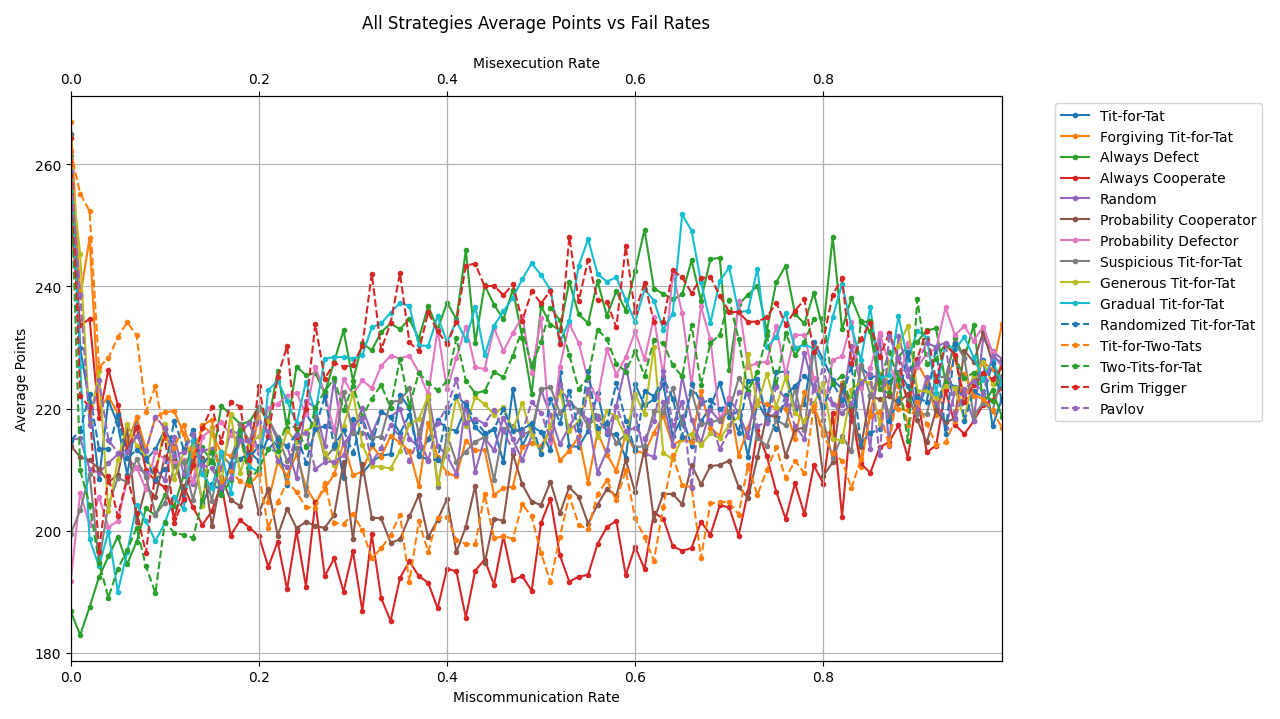 All Strategies Average Points vs Fail Rates
Misexecution Rate
0.0 0.2 0.4 0.6 0.8
260
240
220
200
180
Average Points
0.0 0.2 0.4 0.6 0.8
Miscommunication Rate
Tit-for-Tat
Forgiving Tit-for-Tat
Always Defect
Always Cooperate
Random
Probability Cooperator
Probability Defector
Suspicious Tit-for-Tat
Generous Tit-for-Tat
Gradual Tit-for-Tat
Randomized Tit-for-Tat
Tit-for-Two-Tats
Two-Tits-for-Tat
Grim Trigger
Pavlov